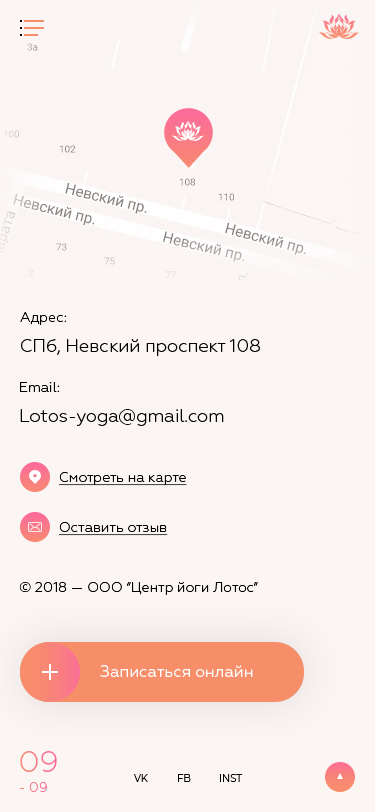 3а
100
102
108
110
Невский пр.
Невский пр.
Невский пр.
Невский пр.
73
75
77
2
Адрес:
СПб, Невский проспект 108
Email:
Lotos-yoga@gmail.com
Смотреть на карте
Оставить отзыв
© 2018 — ООО “Центр йоги Лотос”
Записаться онлайн
09
- 09
VK FB INST